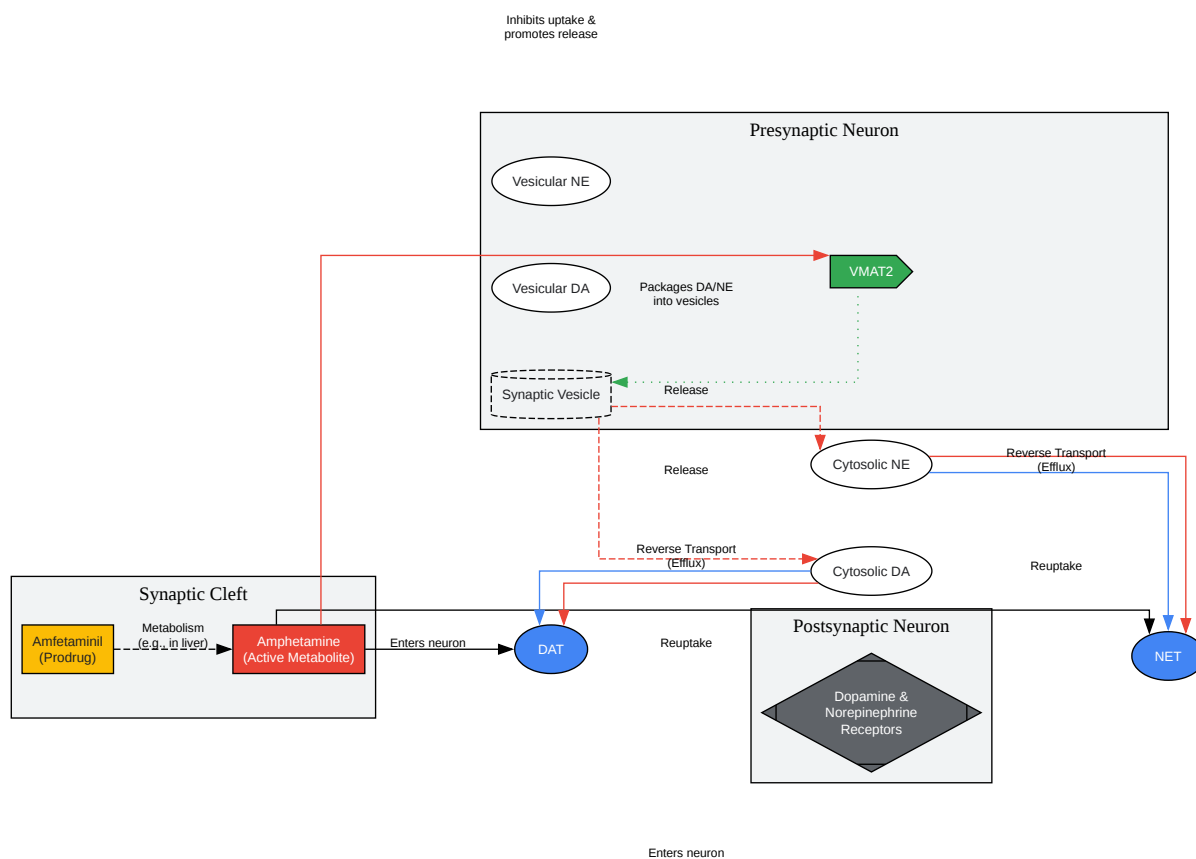 Inhibits uptake &
promotes release
Presynaptic Neuron
Vesicular NE
VMAT2
Vesicular DA
Packages DA/NE
into vesicles
Synaptic Vesicle
Release
Cytosolic NE
Reverse Transport
(Efflux)
Release
Reverse Transport
(Efflux)
Cytosolic DA
Reuptake
Synaptic Cleft
Amfetaminil
(Prodrug)
Metabolism
(e.g., in liver)
Amphetamine
(Active Metabolite)
Enters neuron
DAT
Reuptake
Postsynaptic Neuron
Dopamine &
Norepinephrine
Receptors
NET
Enters neuron